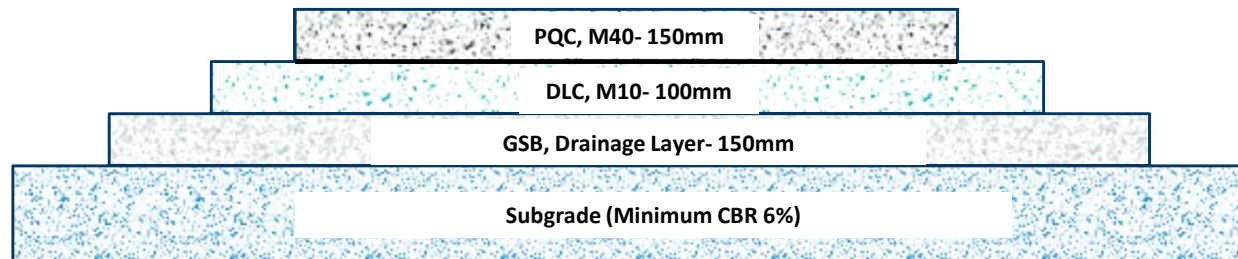 PQC, M40- 150mm
DLC, M10- 100mm
GSB, Drainage Layer- 150mm
Subgrade (Minimum CBR 6%)